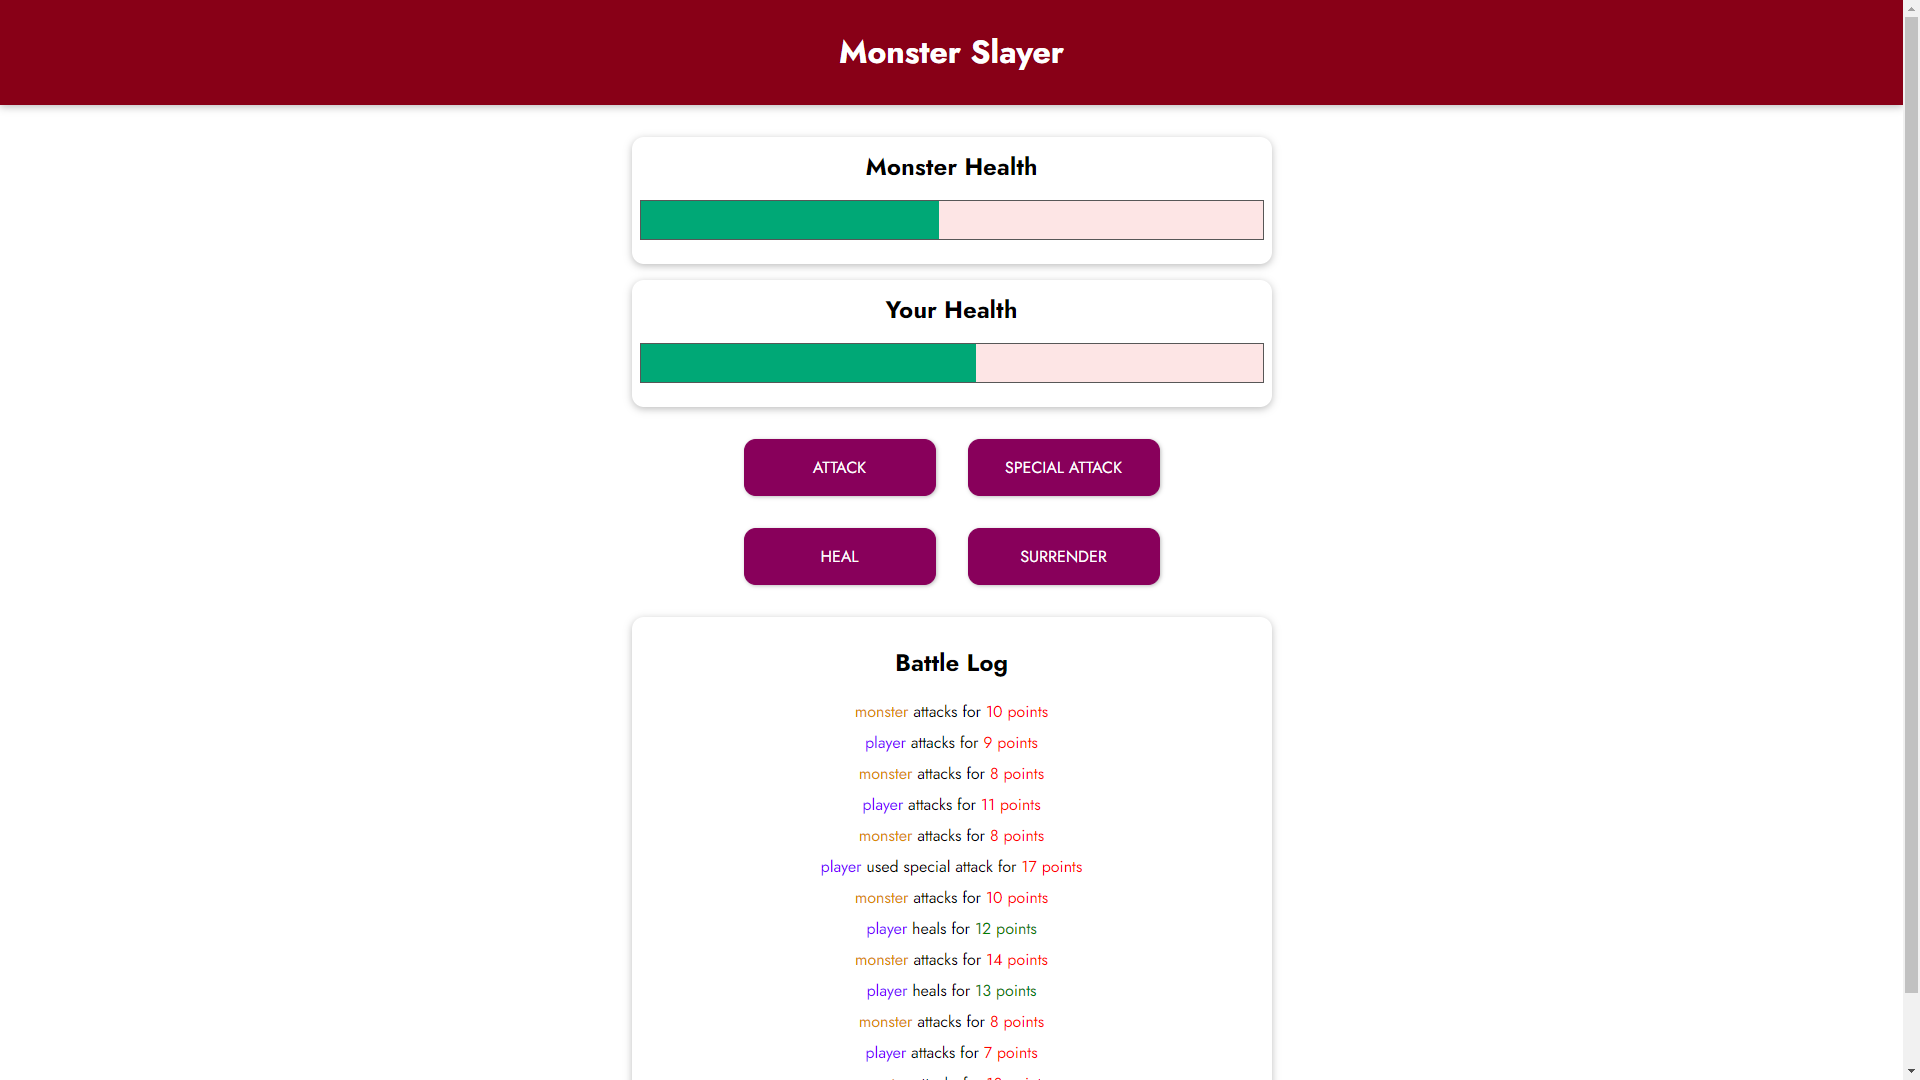 Monster Slayer
Monster Health
Your Health
ATTACK
SPECIAL ATTACK
HEAL
SURRENDER
Battle Log
monster attacks for 10 points
player attacks for 9 points
monster attacks for 8 points
player attacks for 11 points
monster attacks for 8 points
player used special attack for 17 points
monster attacks for 10 points
player heals for 12 points
monster attacks for 14 points
player heals for 13 points
monster attacks for 8 points
player attacks for 7 points